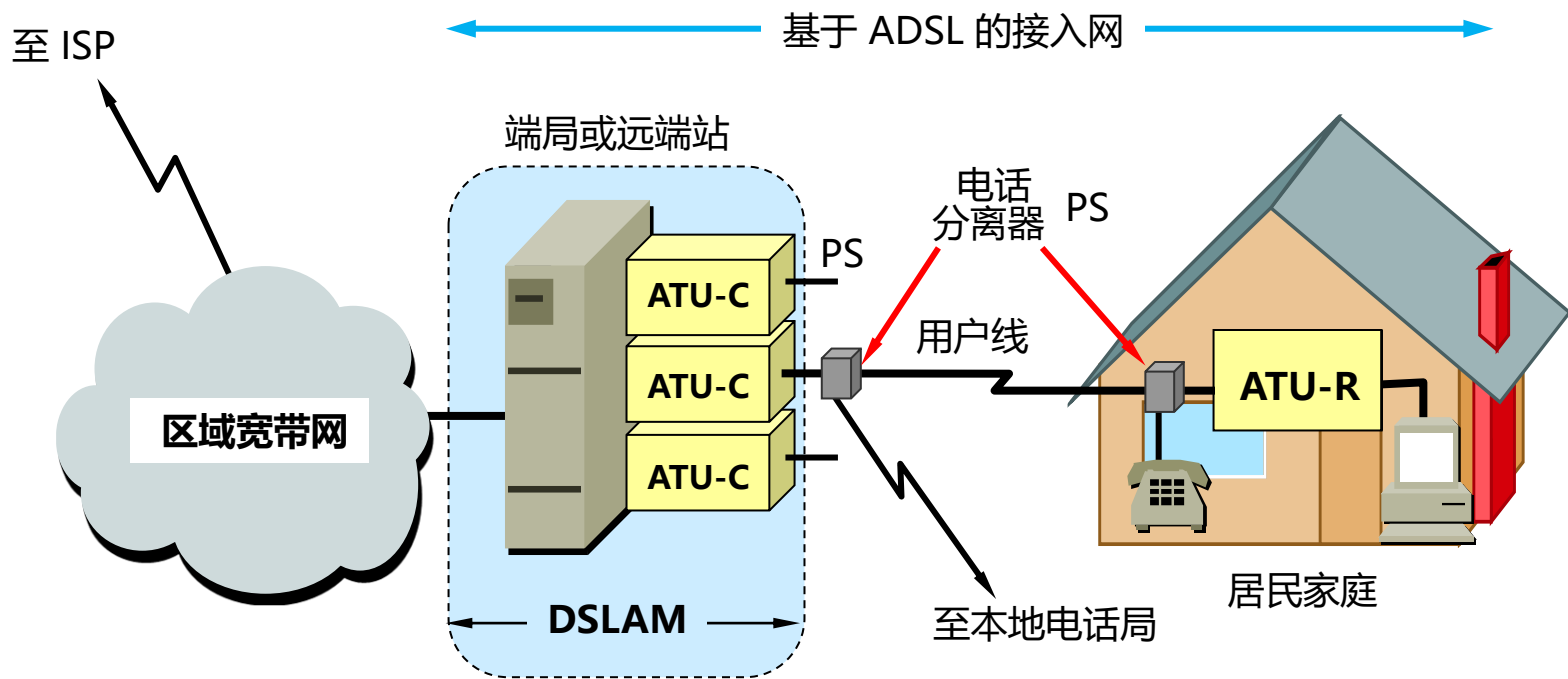 基于 ADSL 的接入网
至 ISP
端局或远端站
电话
分离器
PS
PS
ATU-C
用户线
ATU-C
ATU-R
区域宽带网
ATU-C
居民家庭
DSLAM
至本地电话局